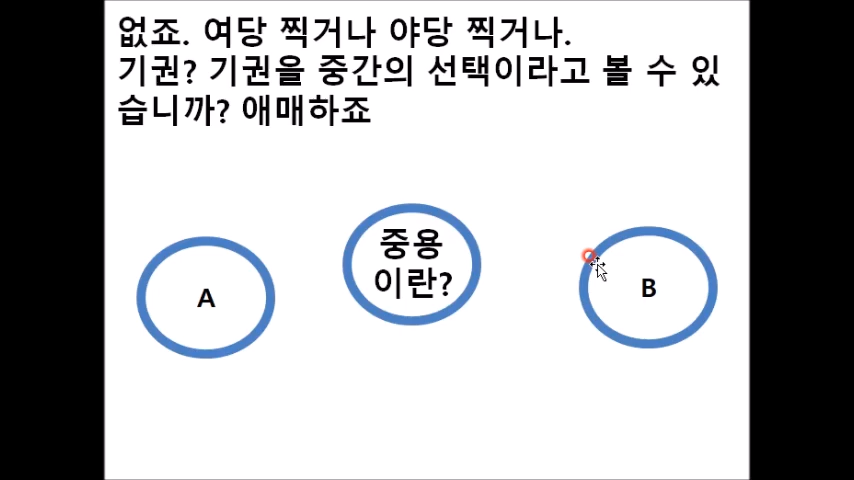 없죠. 여당 찍거나 야당 찍거나.
기권? 기권을 중간의 선택이라고 볼 수 있
습니까? 애매하죠
중용
이란?
A
B